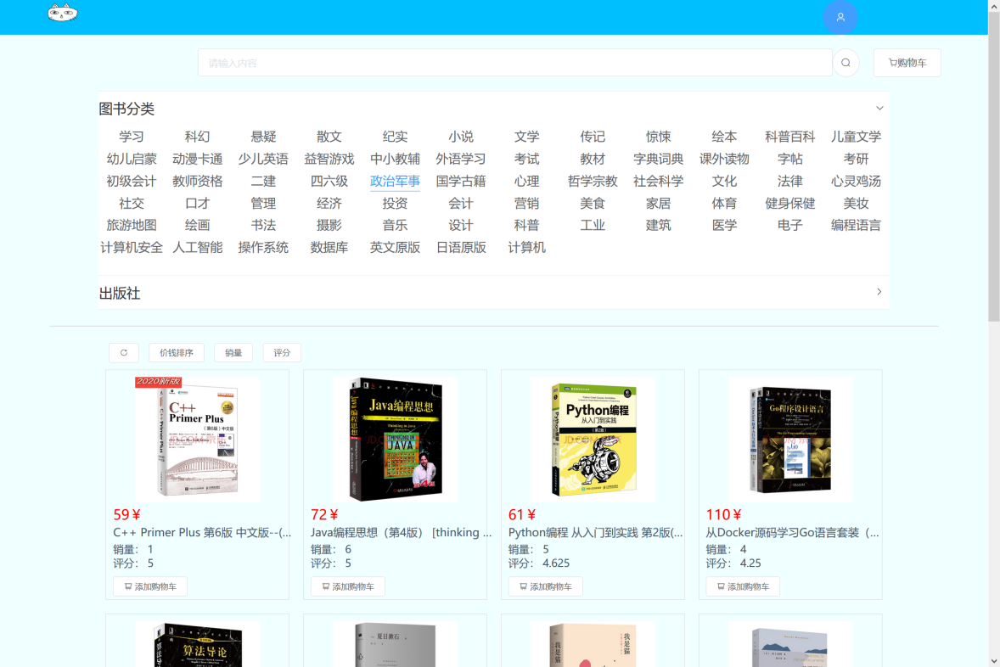 请输入内容
购物车
图书分类
学习 科幻 悬疑 散文 纪实 小说 文学 传记 惊悚 绘本 科普百科 儿童文学
幼儿启蒙 动漫卡通 少儿英语 益智游戏 中小教辅 外语学习 考试 教材 字典词典 课外读物 字帖 考研
初级会计 教师资格 二建 四六级 政治军事 国学古籍 心理 哲学宗教 社会科学 文化 法律 心灵鸡汤
社交 口才 管理 经济 投资 会计 营销 美食 家居 体育 健身保健 美妆
旅游地图 绘画 书法 摄影 音乐 设计 科普 工业 建筑 医学 电子 编程语言
计算机安全 人工智能 操作系统 数据库 英文原版 日语原版 计算机
出版社
价钱排序 销量 评分
2020新版
C++
Primer Plus
(第6版) 中文版
Java编程思想
Thinking in Java
THINKING IN
JAVA
Python编程
从入门到实践
(第2版)
Go程序设计语言
59￥
C++ Primer Plus 第6版 中文版--(...
销量: 1
评分: 5
添加购物车
72￥
Java编程思想（第4版） [thinking ...
销量: 6
评分: 5
添加购物车
61￥
Python编程 从入门到实践 第2版(...
销量: 5
评分: 4.625
添加购物车
110￥
从Docker源码学习Go语言套装（...
销量: 4
评分: 4.25
添加购物车
算法导论
夏目漱石
心
我是猫
我是猫